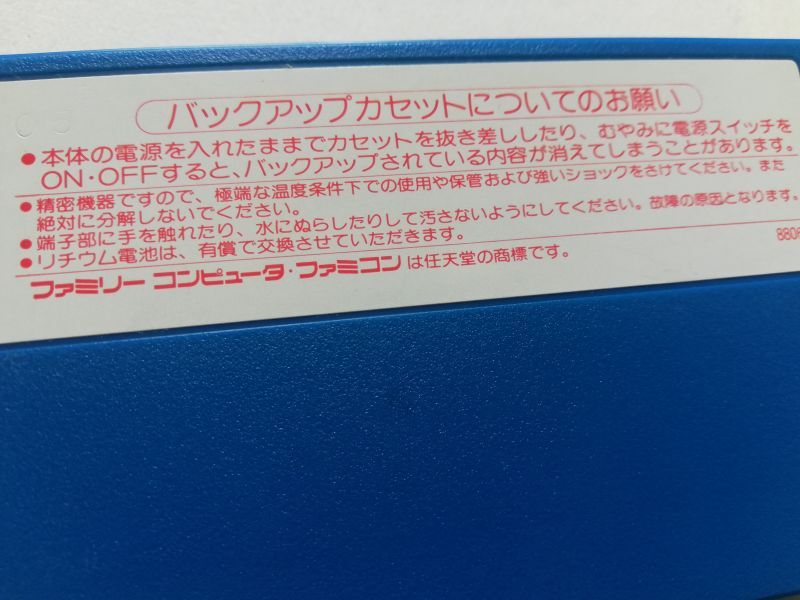 バックアップカセットについてのお願い
●本体の電源を入れたままでカセットを抜き差ししたり、むやみに電源スイッチを
ON・OFFすると、バックアップされている内容が消えてしまうことがあります。
●精密機器ですので、極端な温度条件下での使用や保管および強いショックをさけてください。また
絶対に分解しないでください。
●端子部に手を触れたり、水にぬらしたりして汚さないようにしてください。故障の原因となります。
●リチウム電池は、有償で交換させていただきます。
8806
ファミリー コンピュータ・ファミコン は任天堂の商標です。